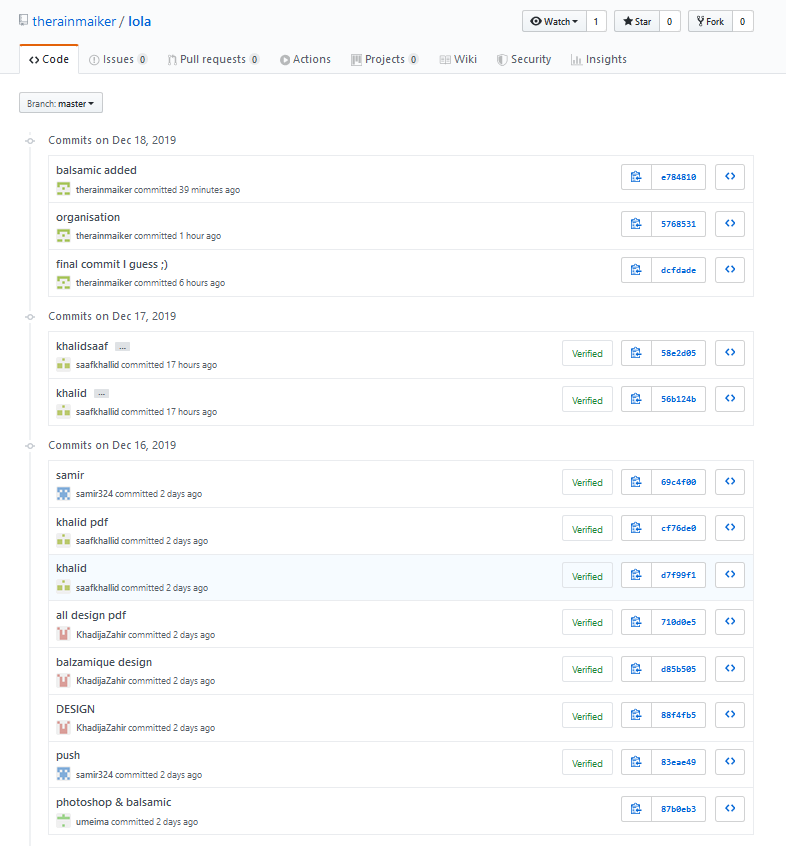 therainmaiker / lola
Watch 1 Star 0 Fork 0
Code Issues 0 Pull requests 0 Actions Projects 0 Wiki Security Insights
Branch: master
Commits on Dec 18, 2019
balsamic added
therainmaiker committed 39 minutes ago
e784810
organisation
therainmaiker committed 1 hour ago
5768531
final commit I guess ;)
therainmaiker committed 6 hours ago
dcfdade
Commits on Dec 17, 2019
khalidsaaf ...
saafkhallid committed 17 hours ago
Verified 58e2d05
khalid ...
saafkhallid committed 17 hours ago
Verified 56b124b
Commits on Dec 16, 2019
samir
samir324 committed 2 days ago
Verified 69c4f00
khalid pdf
saafkhallid committed 2 days ago
Verified cf76de0
khalid
saafkhallid committed 2 days ago
Verified d7f99f1
all design pdf
KhadijaZahir committed 2 days ago
Verified 710d0e5
balzamique design
KhadijaZahir committed 2 days ago
Verified d85b505
DESIGN
KhadijaZahir committed 2 days ago
Verified 88f4fb5
push
samir324 committed 2 days ago
Verified 83eae49
photoshop & balsamic
umeima committed 2 days ago
87b0eb3